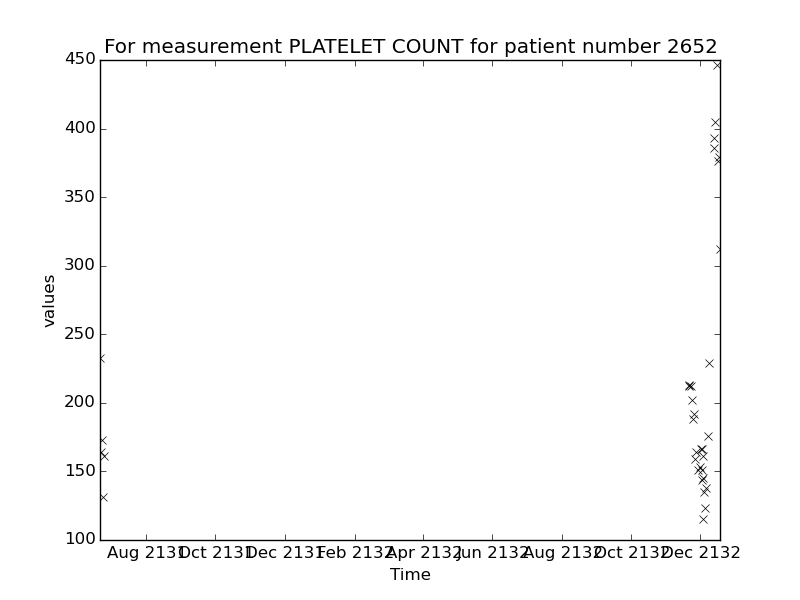 For measurement PLATELET COUNT for patient number 2652
450
400
350
300
250
200
150
100
values
Aug 2131 Oct 2131 Dec 2131 Feb 2132 Apr 2132 Jun 2132 Aug 2132 Oct 2132 Dec 2132
Time